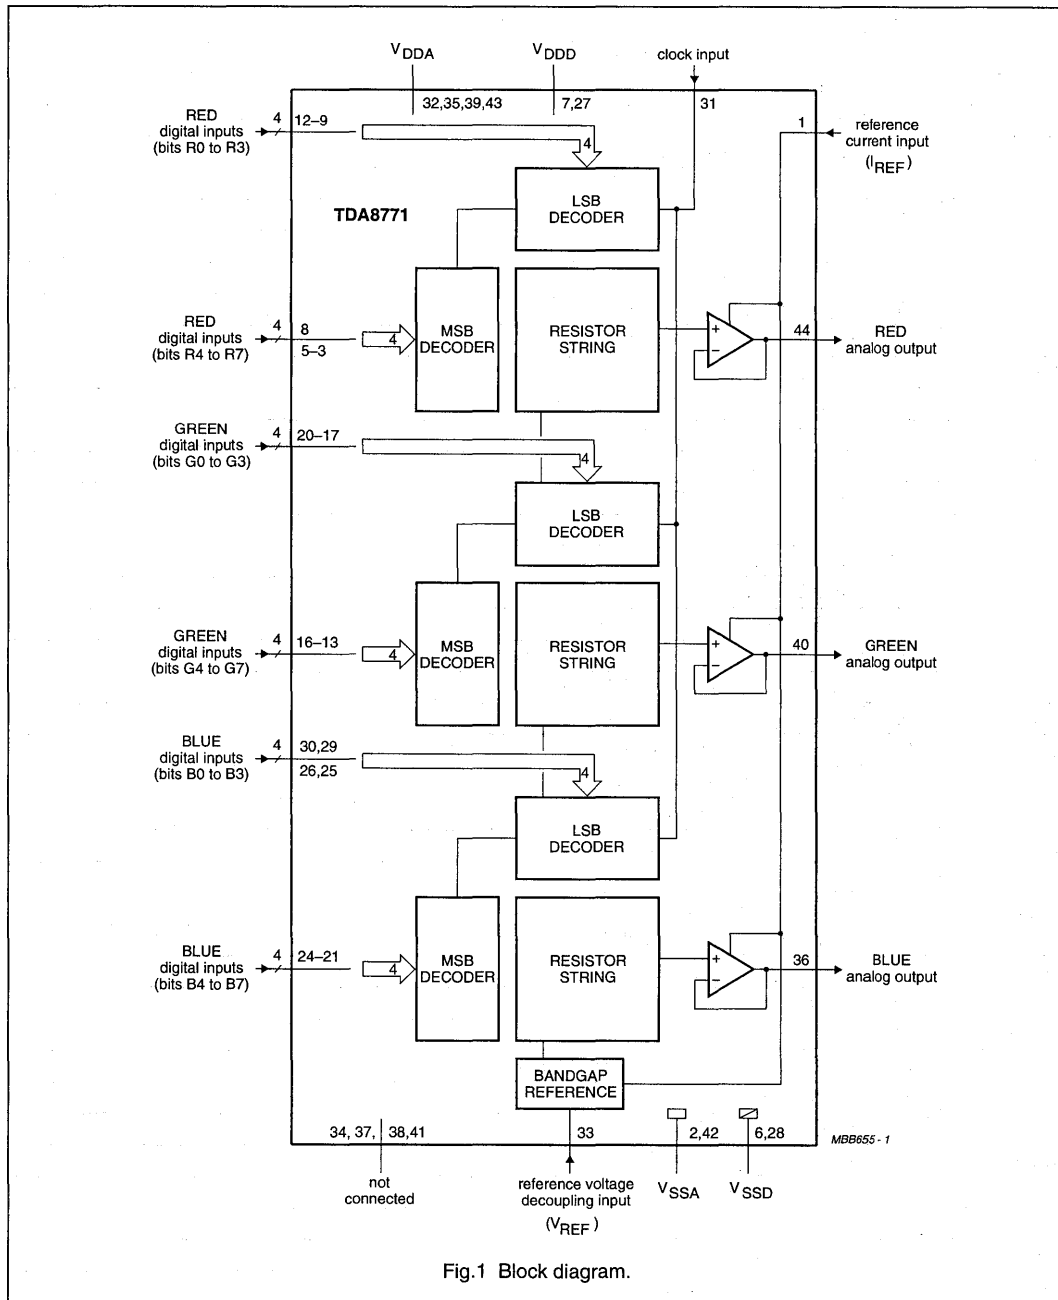 VDDA
VDDD
clock input
32,35,39,43
7,27
31
RED
digital inputs
(bits R0 to R3)
4
12–9
4
1
reference
current input
(IREF)
TDA8771
LSB
DECODER
RED
digital inputs
(bits R4 to R7)
4
8
5–3
4
MSB
DECODER
RESISTOR
STRING
+
−
44
RED
analog output
GREEN
digital inputs
(bits G0 to G3)
4
20–17
4
LSB
DECODER
GREEN
digital inputs
(bits G4 to G7)
4
16–13
4
MSB
DECODER
RESISTOR
STRING
+
−
40
GREEN
analog output
BLUE
digital inputs
(bits B0 to B3)
4
30,29
26,25
4
LSB
DECODER
BLUE
digital inputs
(bits B4 to B7)
4
24–21
4
MSB
DECODER
RESISTOR
STRING
+
−
36
BLUE
analog output
BANDGAP
REFERENCE
34, 37, 38,41
33
2,42
6,28
MBB655 - 1
not
connected
reference voltage
decoupling input
(VREF)
VSSA
VSSD
Fig.1 Block diagram.